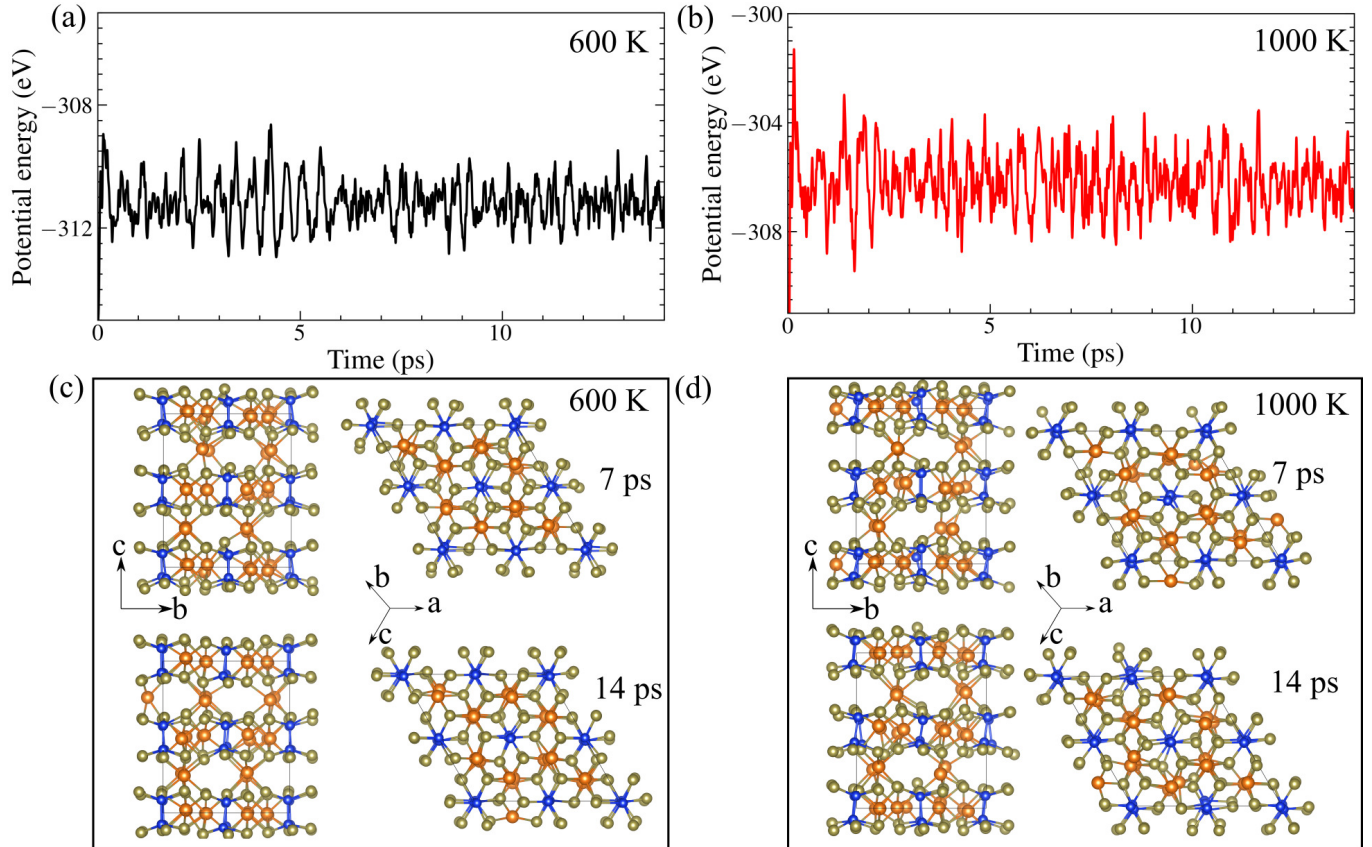 (a)
600 K
Potential energy (eV)
−308
−312
0
5
10
Time (ps)
(b)
1000 K
Potential energy (eV)
−300
−304
−308
0
5
10
Time (ps)
(c)
600 K
7 ps
c
b
b
a
c
14 ps
(d)
1000 K
7 ps
c
b
b
a
c
14 ps